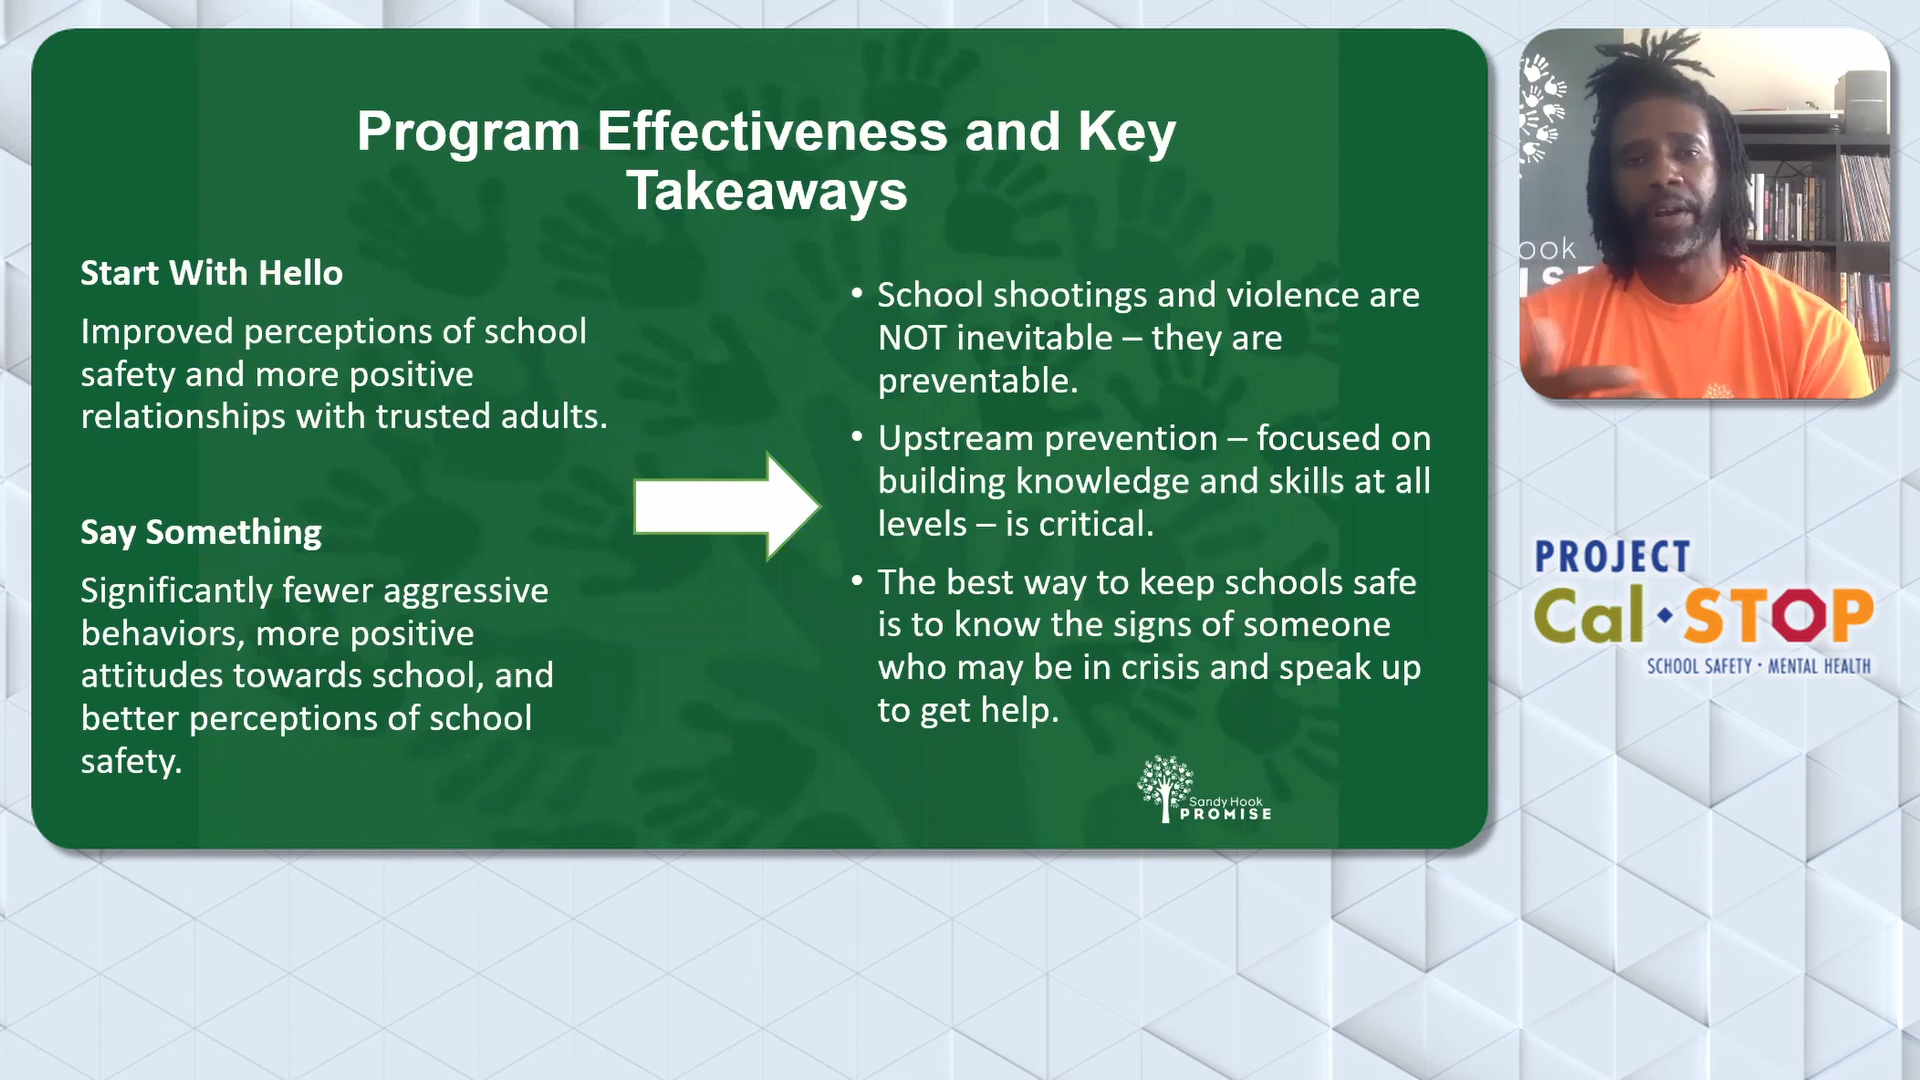 Program Effectiveness and Key
Takeaways
Start With Hello
Improved perceptions of school
safety and more positive
relationships with trusted adults.
Say Something
Significantly fewer aggressive
behaviors, more positive
attitudes towards school, and
better perceptions of school
safety.
• School shootings and violence are
NOT inevitable – they are
preventable.
• Upstream prevention – focused on
building knowledge and skills at all
levels – is critical.
• The best way to keep schools safe
is to know the signs of someone
who may be in crisis and speak up
to get help.
Sandy Hook
PROMISE
ook
ISE
PROJECT
Cal•STOP
SCHOOL SAFETY • MENTAL HEALTH